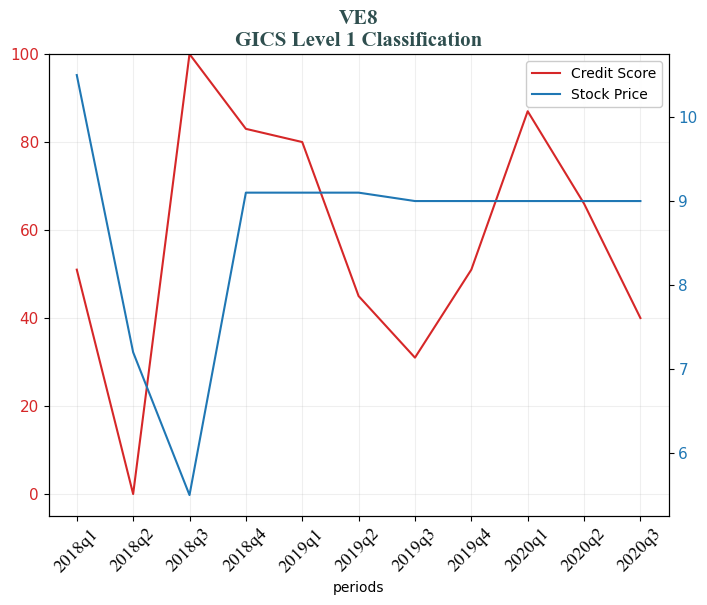 VE8
GICS Level 1 Classification
Credit Score
Stock Price
100
80
60
40
20
0
10
9
8
7
6
2018q1
2018q2
2018q3
2018q4
2019q1
2019q2
2019q3
2019q4
2020q1
2020q2
2020q3
periods